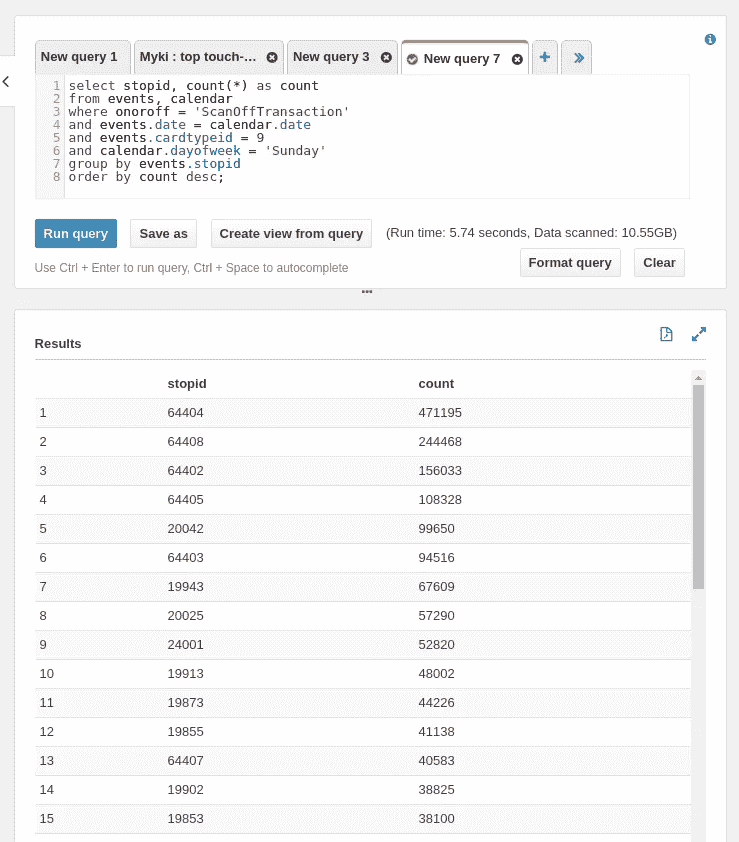 New query 1 Myki : top touch-... New query 3 New query 7
1 select stopid, count(*) as count
2 from events, calendar
3 where onoroff = 'ScanOffTransaction'
4 and events.date = calendar.date
5 and events.cardtypeid = 9
6 and calendar.dayofweek = 'Sunday'
7 group by events.stopid
8 order by count desc;
Run query Save as Create view from query (Run time: 5.74 seconds, Data scanned: 10.55GB)
Use Ctrl + Enter to run query, Ctrl + Space to autocomplete Format query Clear
Results
stopid count
1 64404 471195
2 64408 244468
3 64402 156033
4 64405 108328
5 20042 99650
6 64403 94516
7 19943 67609
8 20025 57290
9 24001 52820
10 19913 48002
11 19873 44226
12 19855 41138
13 64407 40583
14 19902 38825
15 19853 38100